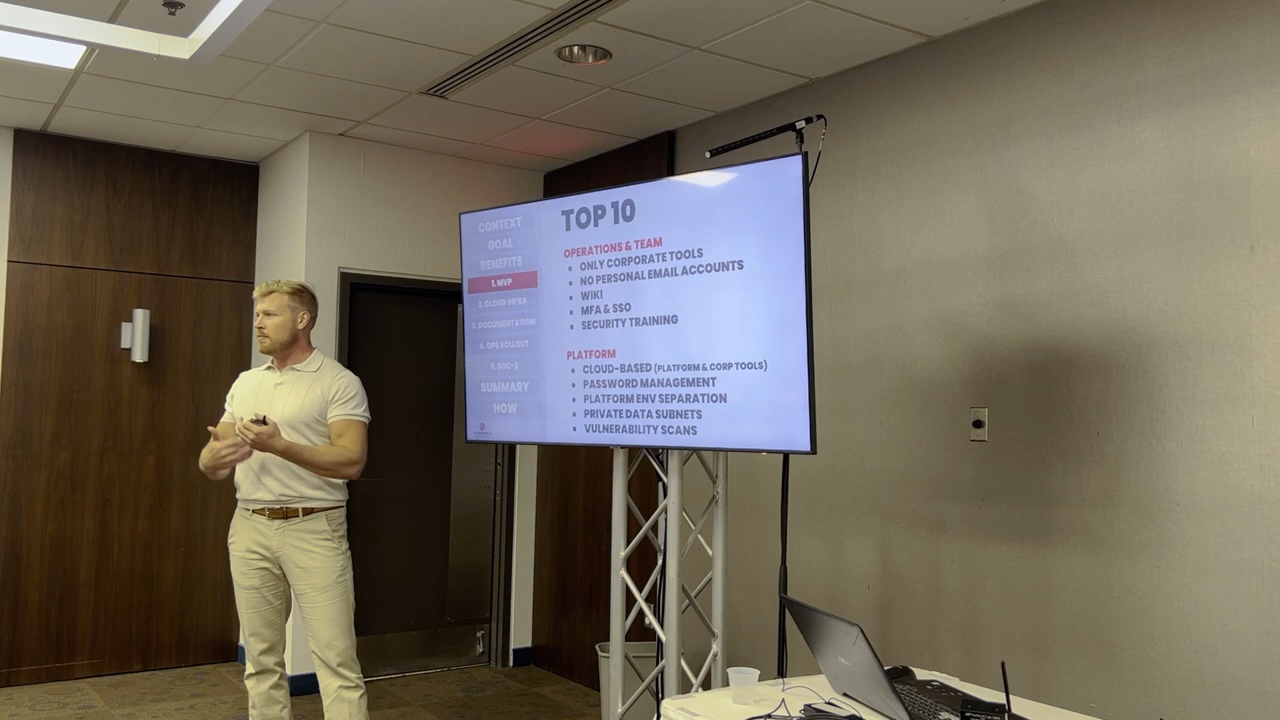 CONTEXT
GOAL
BENEFITS
1. MVP
2. CLOUD INFRA
3. DOCUMENTATION
4. OPS ROLLOUT
5. SOC-2
SUMMARY
HOW
TOP 10
OPERATIONS & TEAM
• ONLY CORPORATE TOOLS
• NO PERSONAL EMAIL ACCOUNTS
• WIKI
• MFA & SSO
• SECURITY TRAINING
PLATFORM
• CLOUD-BASED (PLATFORM & CORP TOOLS)
• PASSWORD MANAGEMENT
• PLATFORM ENV SEPARATION
• PRIVATE DATA SUBNETS
• VULNERABILITY SCANS